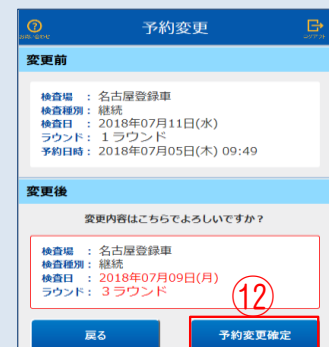 予約変更
お問い合わせ
ログアウト
変更前
検査場 ： 名古屋登録車
検査種別： 継続
検査日 ： 2018年07月11日(水)
ラウンド： 1ラウンド
予約日時： 2018年07月05日(木) 09:49
変更後
変更内容はこちらでよろしいですか？
検査場 ： 名古屋登録車
検査種別： 継続
検査日 ： 2018年07月09日(月)
ラウンド： 3ラウンド
⑫
戻る
予約変更確定